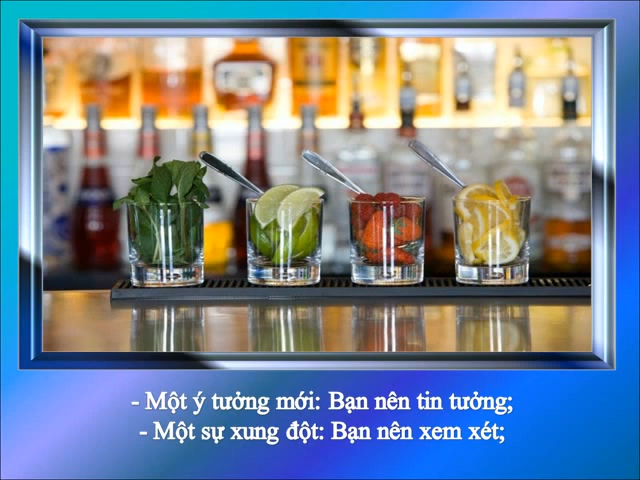 - Một ý tưởng mới: Bạn nên tin tưởng;
- Một sự xung đột: Bạn nên xem xét;